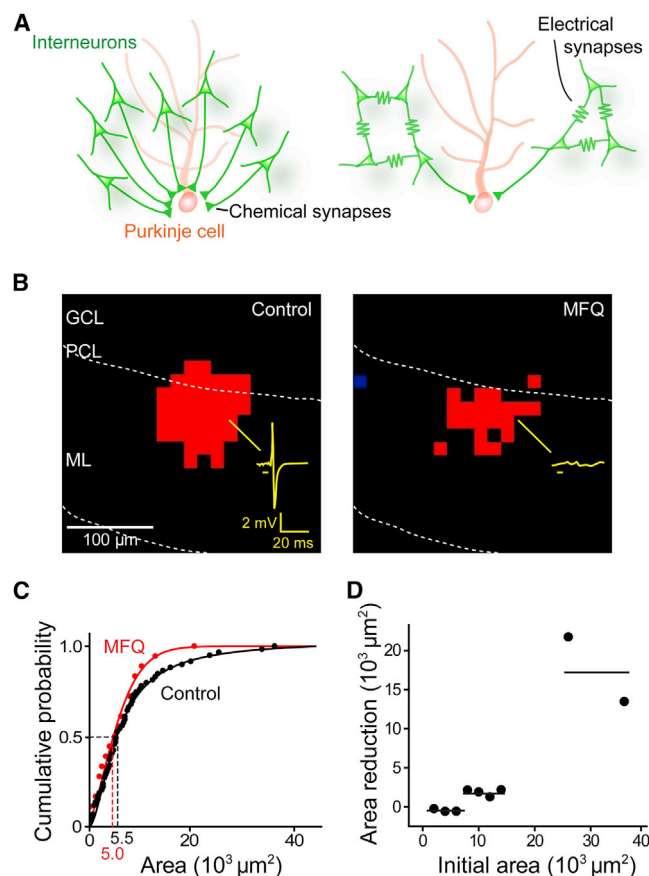 A
Interneurons
Electrical
synapses
Chemical synapses
Purkinje cell
B
GCL
Control
MFQ
PCL
ML
100 μm
2 mV
20 ms
C
D
Cumulative probability
1.0
0.5
0
MFQ
Control
5.5
5.0
20
40
Area (10³ μm²)
Area reduction (10³ μm²)
20
15
10
5
0
0
10
20
30
40
Initial area (10³ μm²)